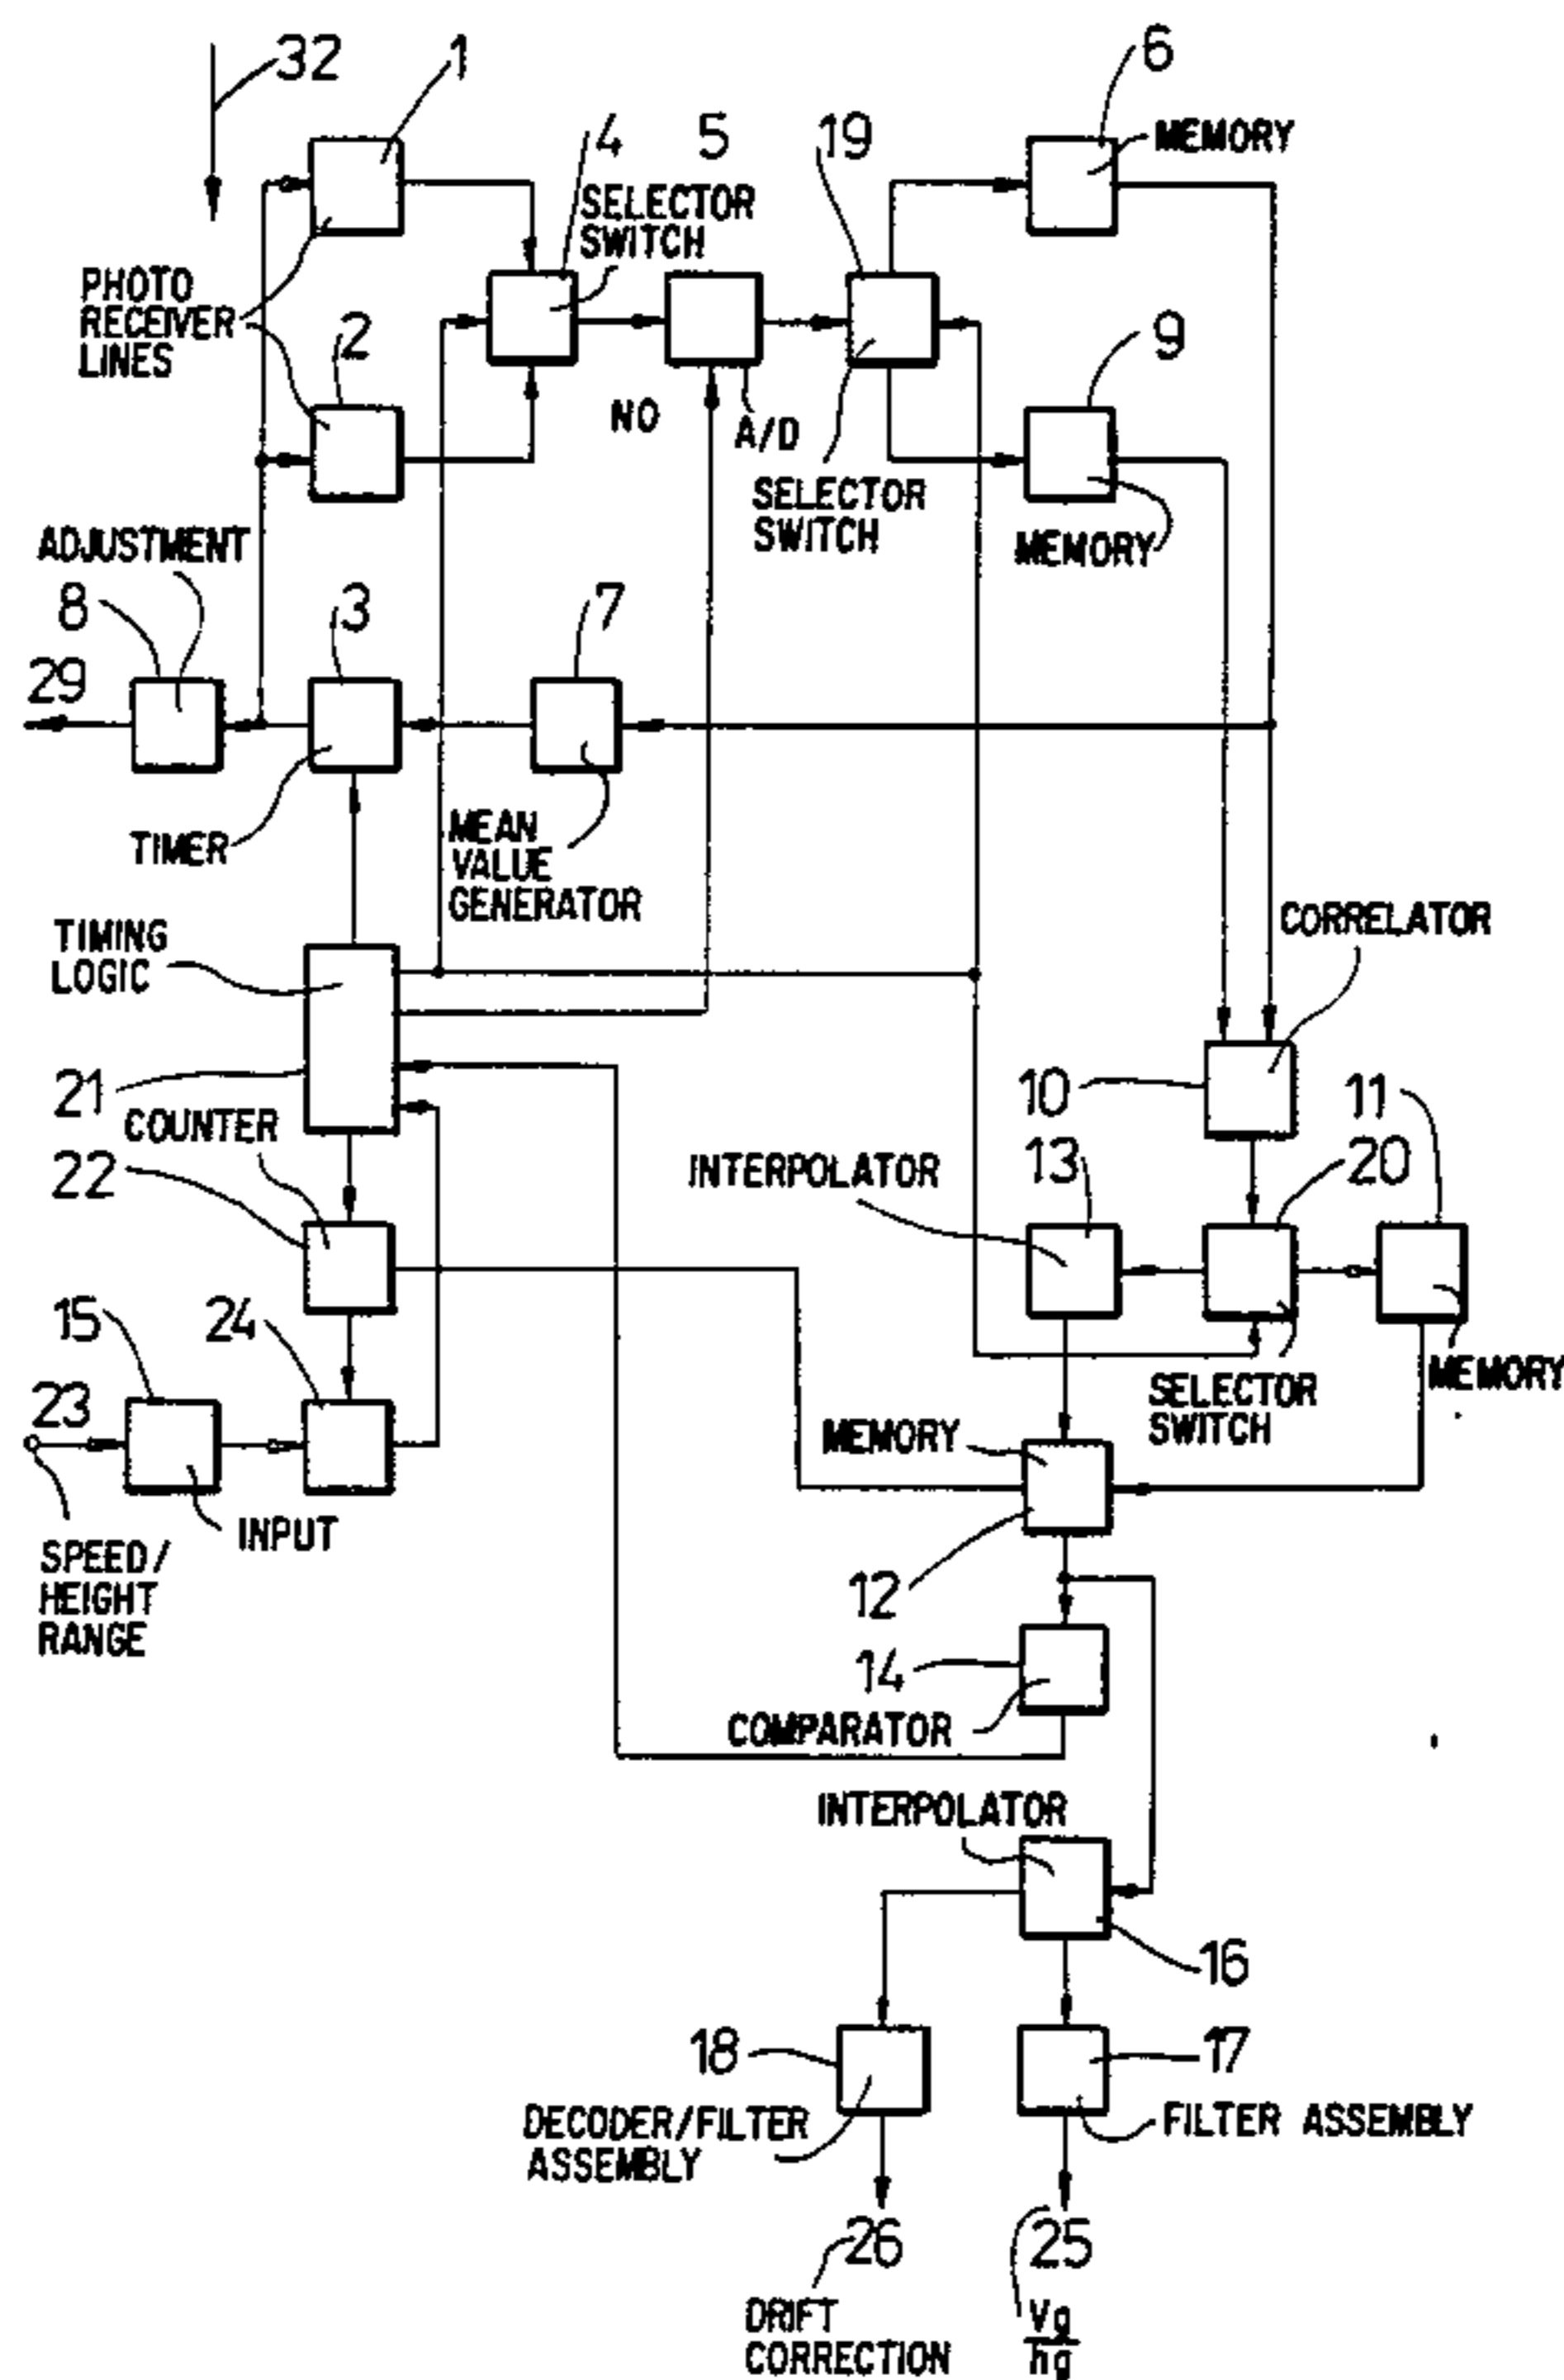 32
1
6
MEMORY
4
5
19
SELECTOR
SWITCH
PHOTO
RECEIVER
LINES
2
9
NO
A/D
SELECTOR
SWITCH
MEMORY
ADJUSTMENT
8
3
7
29
TIMER
MEAN
VALUE
GENERATOR
TIMING
LOGIC
CORRELATOR
21
10
11
COUNTER
22
INTERPOLATOR
13
20
15
24
23
MEMORY
SELECTOR
SWITCH
MEMORY
INPUT
SPEED/
HEIGHT
RANGE
12
14
COMPARATOR
INTERPOLATOR
16
18
17
DECODER/FILTER
ASSEMBLY
FILTER ASSEMBLY
26
25
DRIFT
CORRECTION
Vg
hg